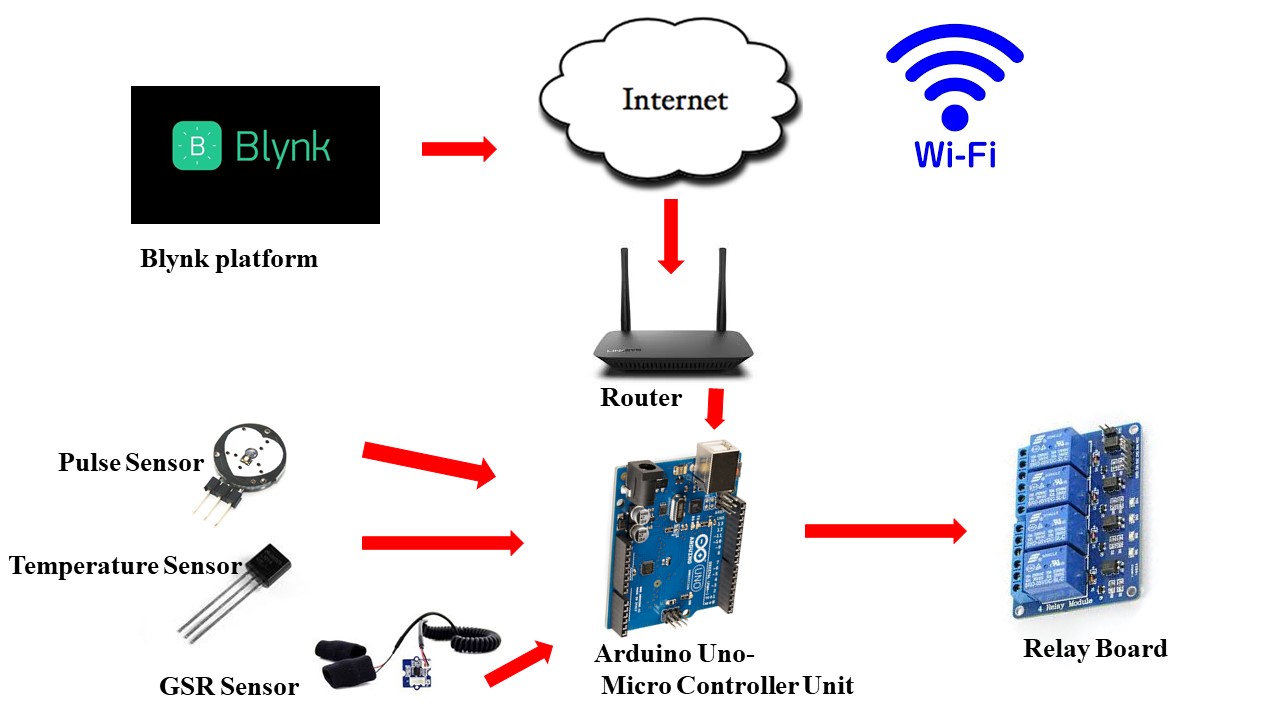 Internet
Wi-Fi
B Blynk
Blynk platform
Router
Pulse Sensor
Temperature Sensor
GSR Sensor
ARDUINO
UNO
Arduino Uno-
Micro Controller Unit
4 Relay Module
Relay Board